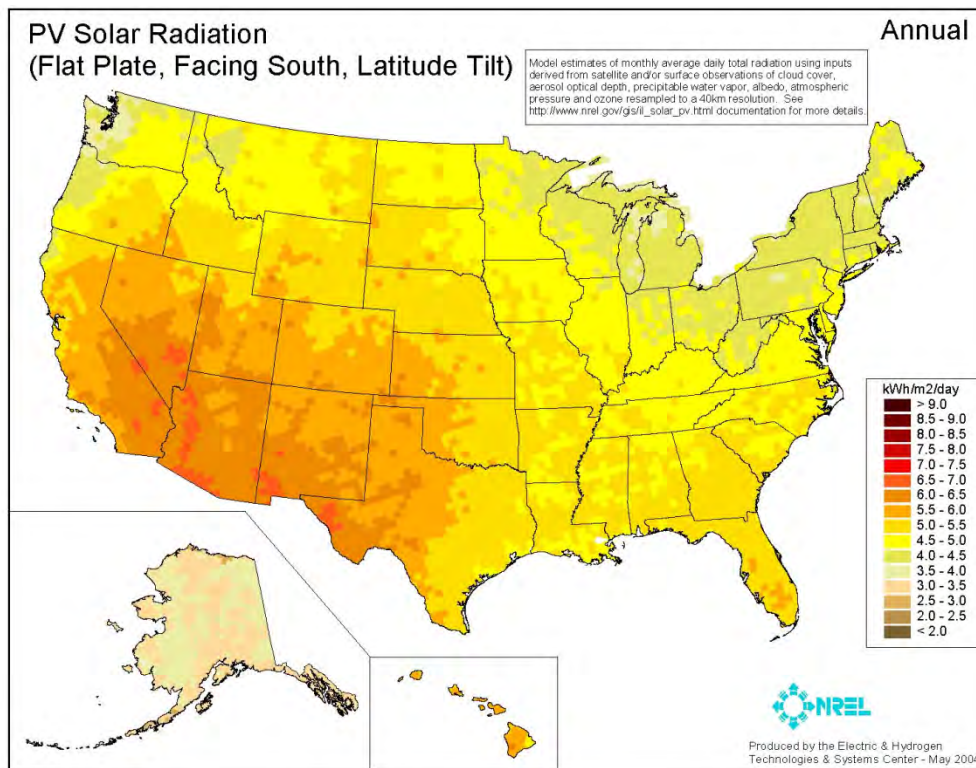 PV Solar Radiation
(Flat Plate, Facing South, Latitude Tilt)
Annual
Model estimates of monthly average daily total radiation using inputs
derived from satellite and/or surface observations of cloud cover,
aerosol optical depth, precipitable water vapor, albedo, atmospheric
pressure and ozone resampled to a 40km resolution. See
http://www.nrel.gov/gis/il_solar_pv.html documentation for more details.
kWh/m2/day
> 9.0
8.5 - 9.0
8.0 - 8.5
7.5 - 8.0
7.0 - 7.5
6.5 - 7.0
6.0 - 6.5
5.5 - 6.0
5.0 - 5.5
4.5 - 5.0
4.0 - 4.5
3.5 - 4.0
3.0 - 3.5
2.5 - 3.0
2.0 - 2.5
< 2.0
NREL
Produced by the Electric & Hydrogen
Technologies & Systems Center - May